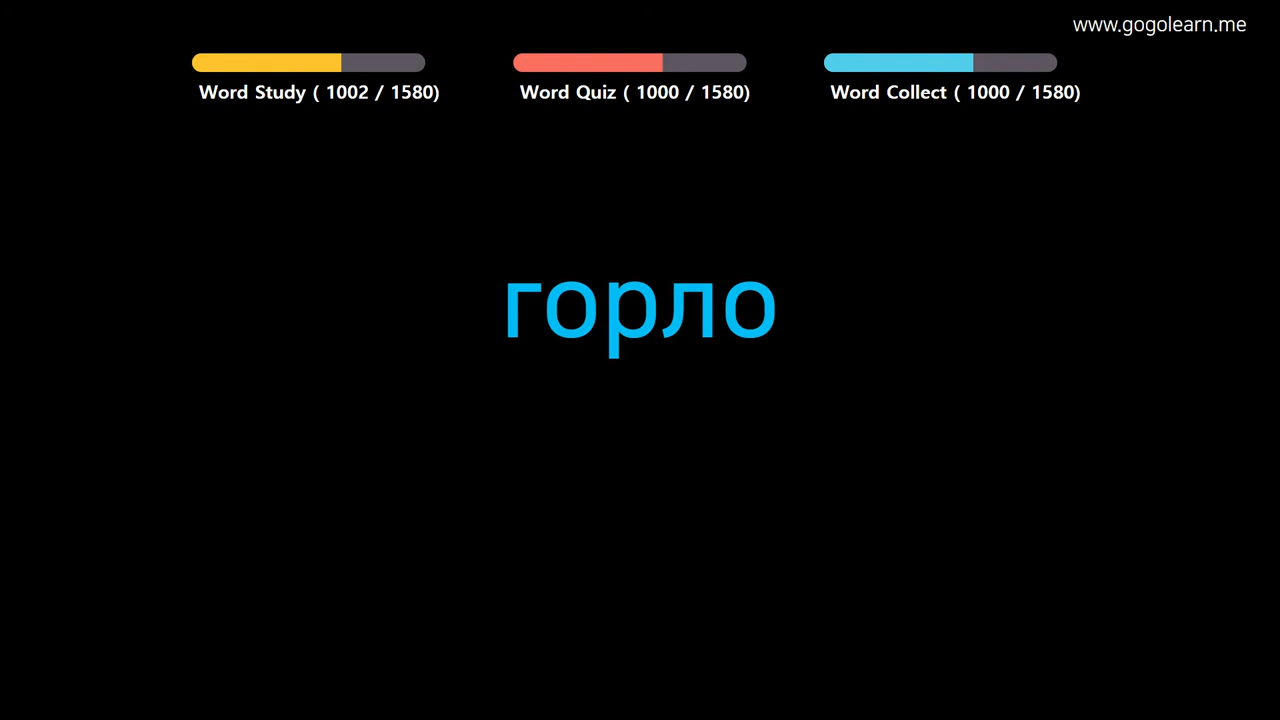 www.gogolearn.me
Word Study ( 1002 / 1580)
Word Quiz ( 1000 / 1580)
Word Collect ( 1000 / 1580)
горло